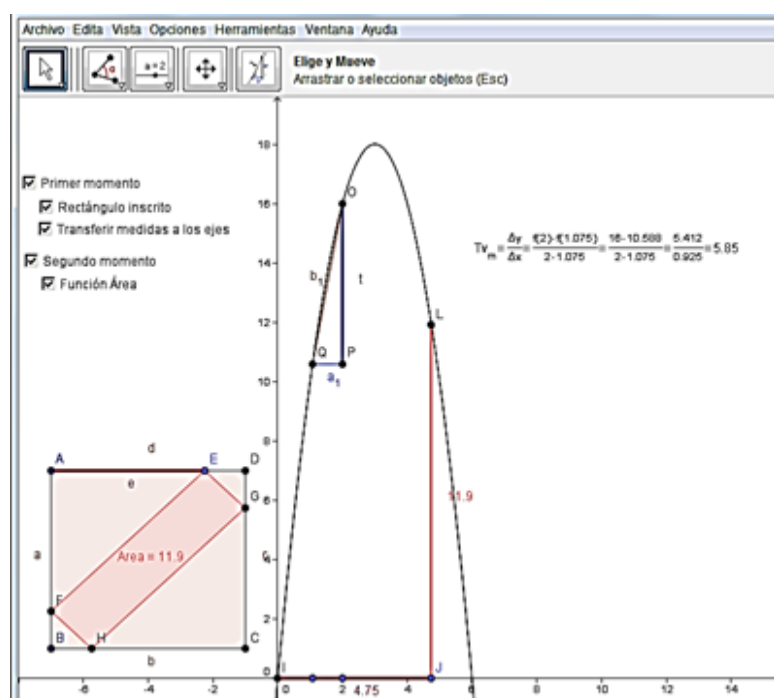 Archivo Edita Vista Opciones Herramientas Ventana Ayuda
a=2
Elige y Mueve
Arrastrar o seleccionar objetos (Esc)
Primer momento
Rectángulo inscrito
Transferir medidas a los ejes
Segundo momento
Función Área
Tv_m = Δy/Δx = f(2)-f(1.075)/2-1.075 = 16-10.588/2-1.075 = 5.412/0.925 = 5.85
18
16
14
12
10
8
6
4
2
0
O
b₁
t
Q
P
a₁
L
11.9
d
A
E
D
e
G
a
c
Area = 11.9
F
B
H
C
b
I
J
-6 -4 -2 0 2 4 6 8 10 12 14
4.75